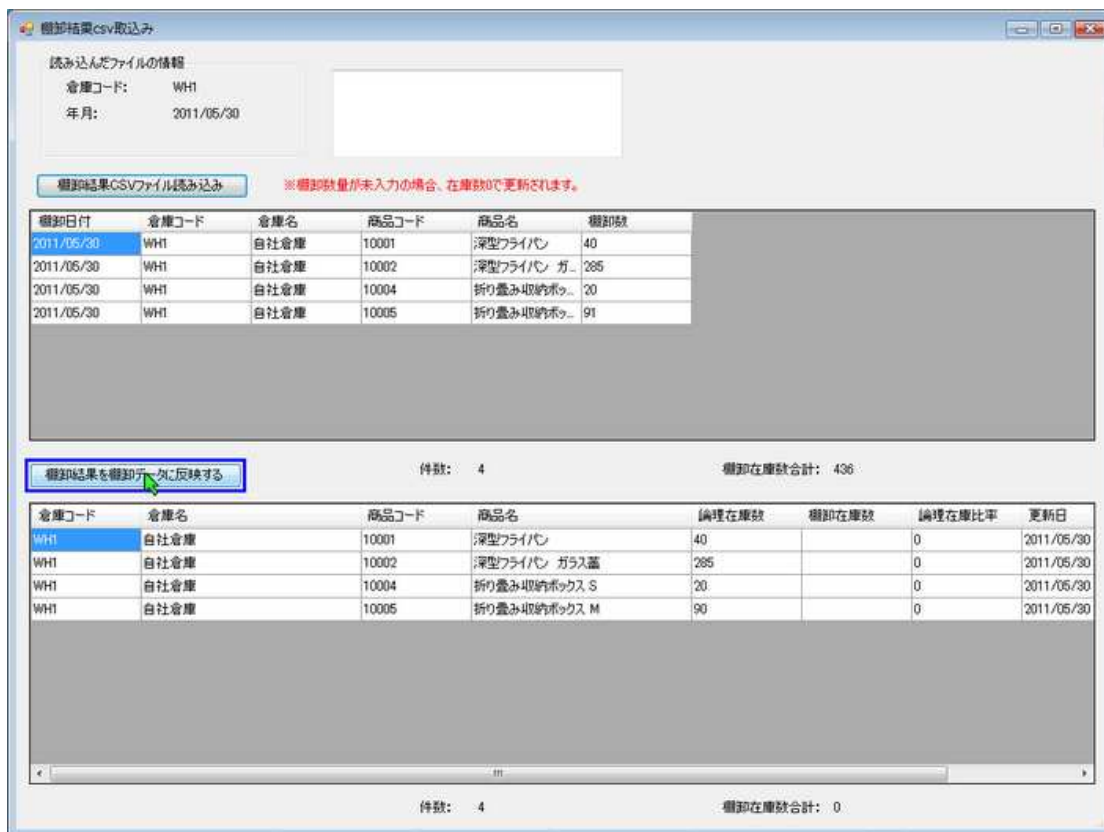 棚卸結果csv取込み
読み込んだファイルの情報
倉庫コード: WH1
年月: 2011/05/30
棚卸結果CSVファイル読み込み ※棚卸数量が未入力の場合、在庫数0で更新されます。
棚卸日付 倉庫コード 倉庫名 商品コード 商品名 棚卸数
2011/05/30 WH1 自社倉庫 10001 深型フライパン 40
2011/05/30 WH1 自社倉庫 10002 深型フライパン ガ... 285
2011/05/30 WH1 自社倉庫 10004 折り畳み収納ボッ... 20
2011/05/30 WH1 自社倉庫 10005 折り畳み収納ボッ... 91
棚卸結果を棚卸データに反映する 件数: 4 棚卸在庫数合計: 436
倉庫コード 倉庫名 商品コード 商品名 論理在庫数 棚卸在庫数 論理在庫比率 更新日
WH1 自社倉庫 10001 深型フライパン 40 0 2011/05/30
WH1 自社倉庫 10002 深型フライパン ガラス蓋 285 0 2011/05/30
WH1 自社倉庫 10004 折り畳み収納ボックス S 20 0 2011/05/30
WH1 自社倉庫 10005 折り畳み収納ボックス M 90 0 2011/05/30
件数: 4 棚卸在庫数合計: 0